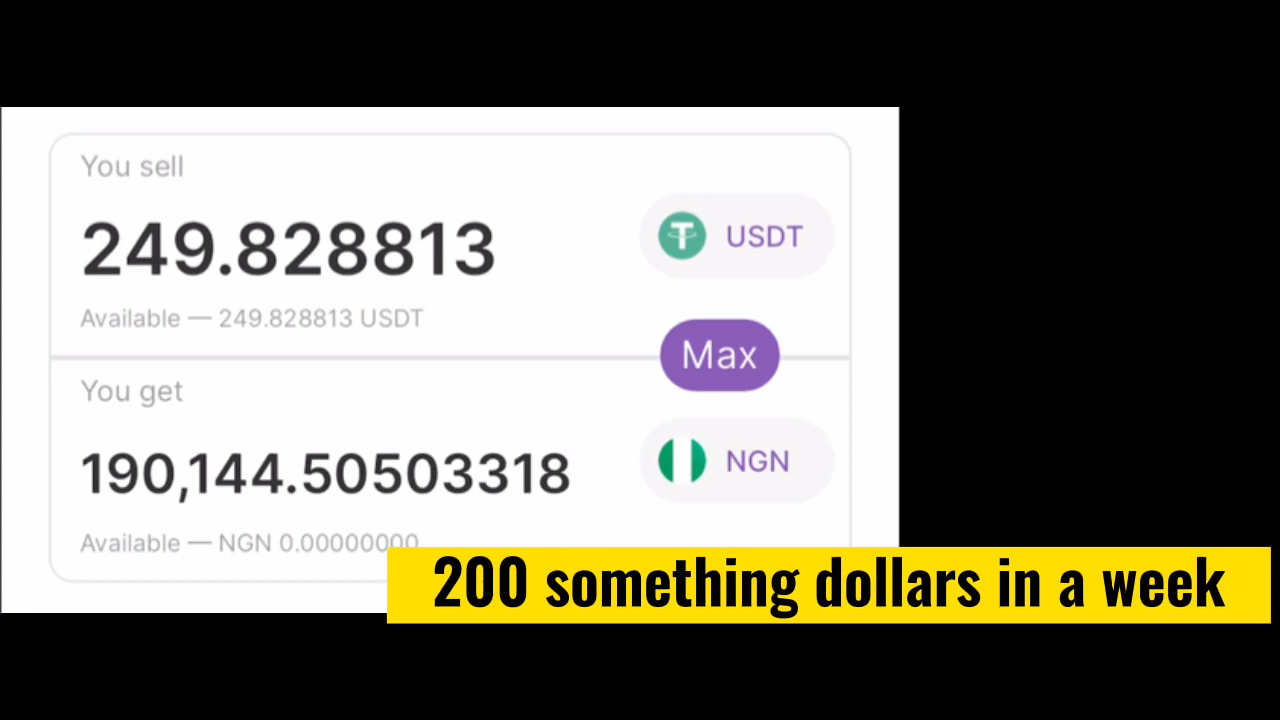 You sell
249.828813
USDT
Available — 249.828813 USDT
Max
You get
190,144.50503318
NGN
Available — NGN 0.00000000
200 something dollars in a week